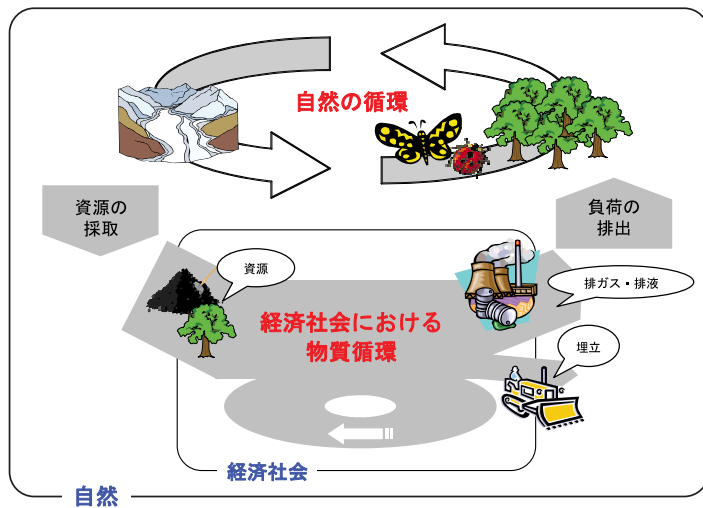 自然の循環
資源の
採取
負荷の
排出
資源
排ガス・排液
経済社会における
物質循環
埋立
経済社会
自然